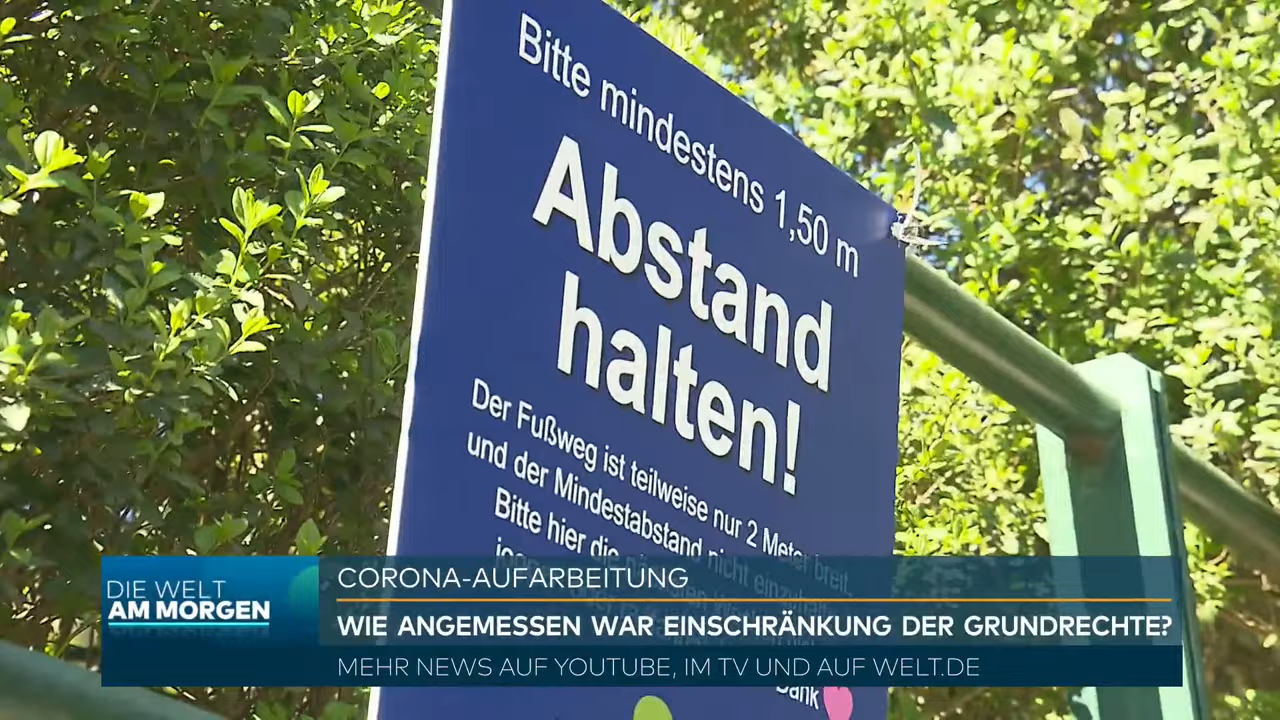 Bitte mindestens 1,50 m
Abstand
halten!
Der Fußweg ist teilweise nur 2 Meter breit
und der Mindestabstand nicht einzuhalten
Bitte hier die
DIE WELT
AM MORGEN
CORONA-AUFARBEITUNG
WIE ANGEMESSEN WAR EINSCHRÄNKUNG DER GRUNDRECHTE?
MEHR NEWS AUF YOUTUBE, IM TV UND AUF WELT.DE